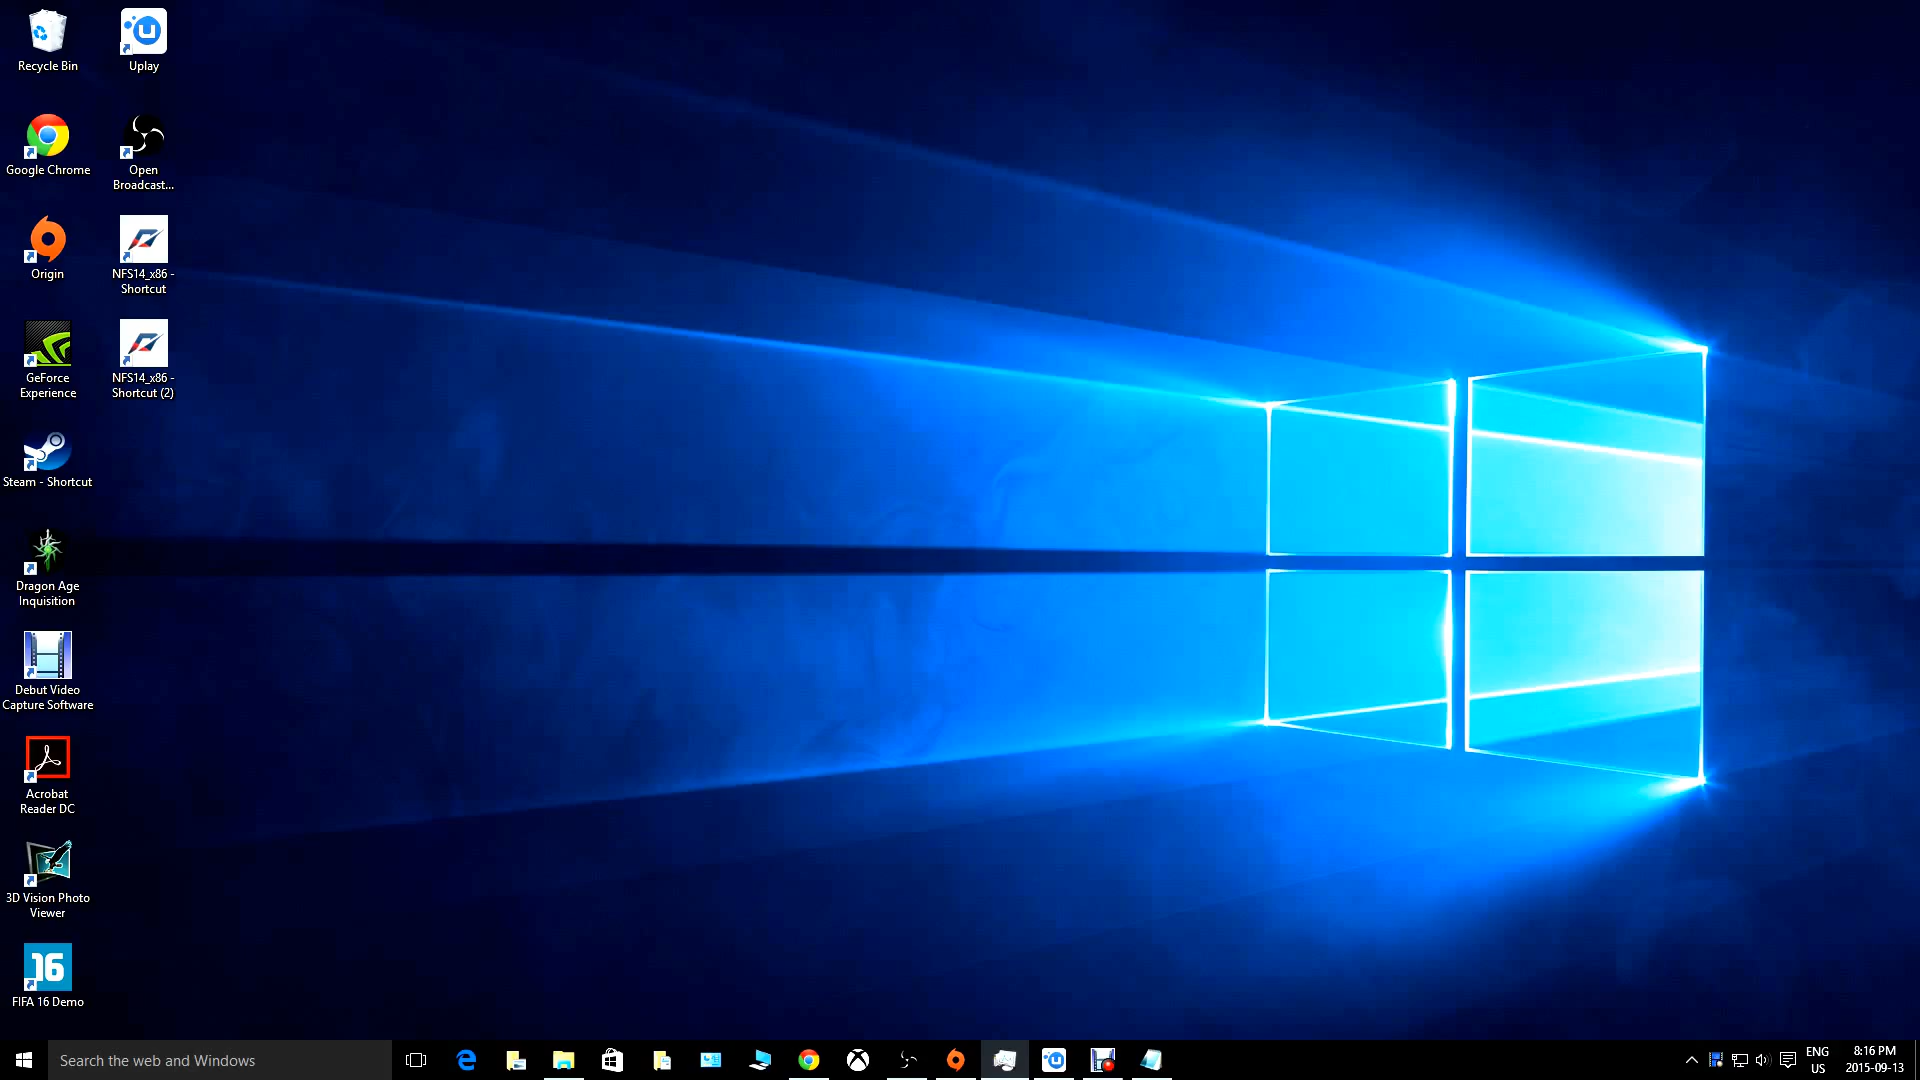 Recycle Bin
Uplay
Google Chrome
Open
Broadcast...
Origin
NFS14_x86 -
Shortcut
GeForce
Experience
NFS14_x86 -
Shortcut (2)
Steam - Shortcut
Dragon Age
Inquisition
Debut Video
Capture Software
Acrobat
Reader DC
3D Vision Photo
Viewer
16
FIFA 16 Demo
Search the web and Windows
ENG
US
8:16 PM
2015-09-13